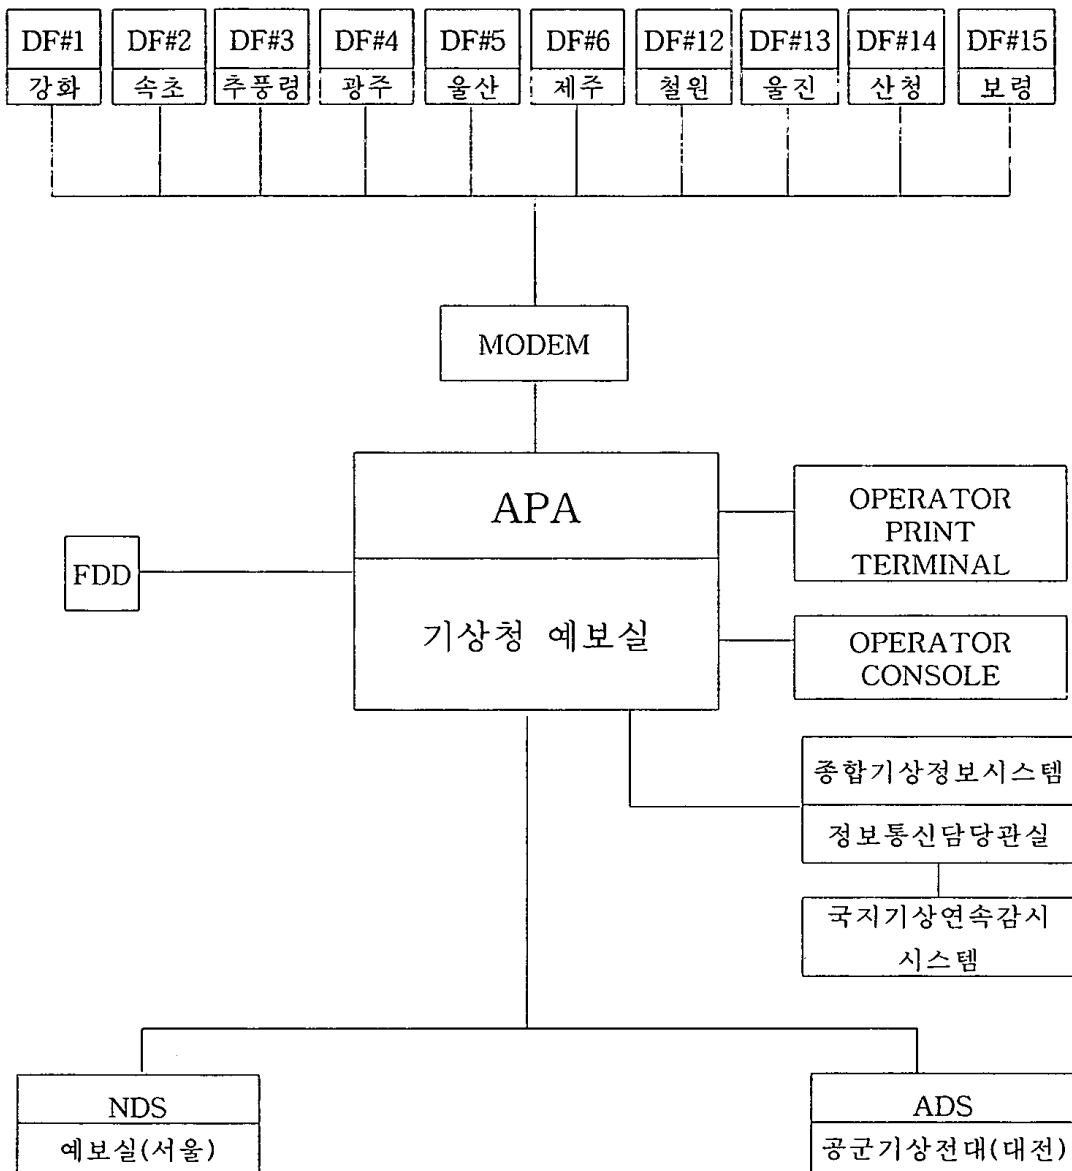 DF#1 DF#2 DF#3 DF#4 DF#5 DF#6 DF#12 DF#13 DF#14 DF#15
강화 속초 추풍령 광주 울산 제주 철원 울진 산청 보령
MODEM
APA
기상청 예보실
FDD
OPERATOR
PRINT
TERMINAL
OPERATOR
CONSOLE
종합기상정보시스템
정보통신담당관실
국지기상연속감시
시스템
NDS
예보실(서울)
ADS
공군기상전대(대전)